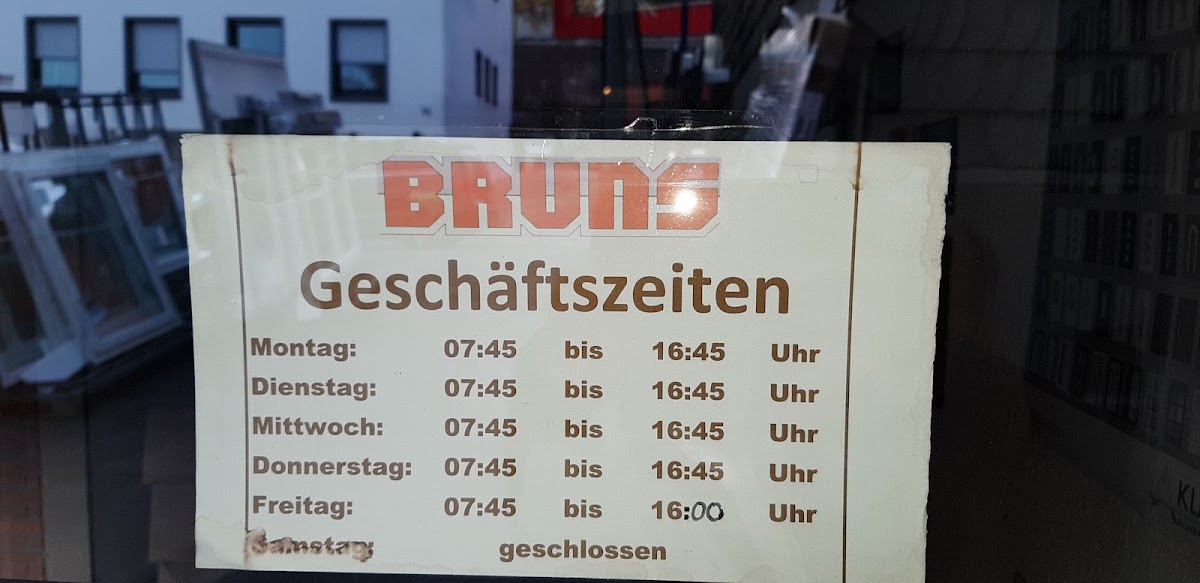 BRUNS
Geschäftszeiten
Montag: 07:45 bis 16:45 Uhr
Dienstag: 07:45 bis 16:45 Uhr
Mittwoch: 07:45 bis 16:45 Uhr
Donnerstag: 07:45 bis 16:45 Uhr
Freitag: 07:45 bis 16:00 Uhr
Samstag: geschlossen